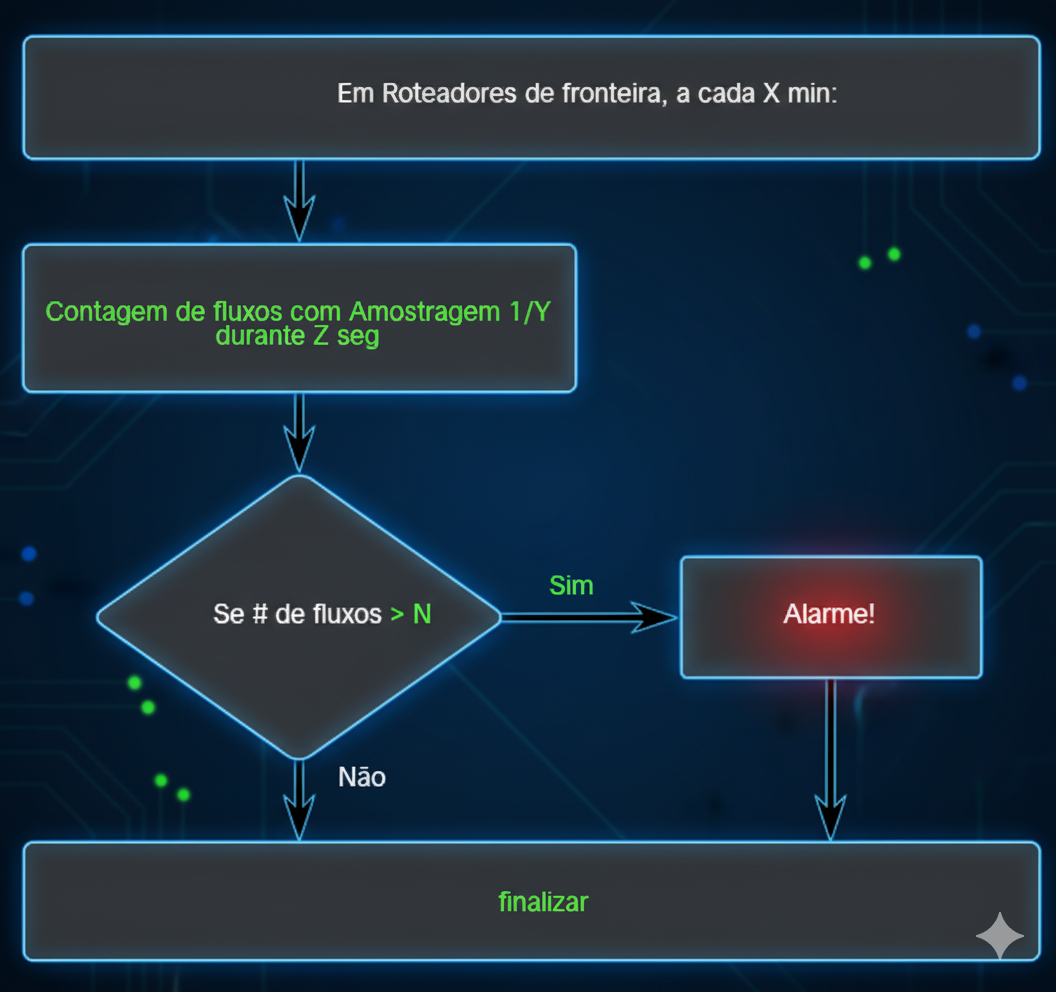 Em Roteadores de fronteira, a cada X min:
Contagem de fluxos com Amostragem 1/Y
durante Z seg
Se # de fluxos > N
Sim
Alarme!
Não
finalizar